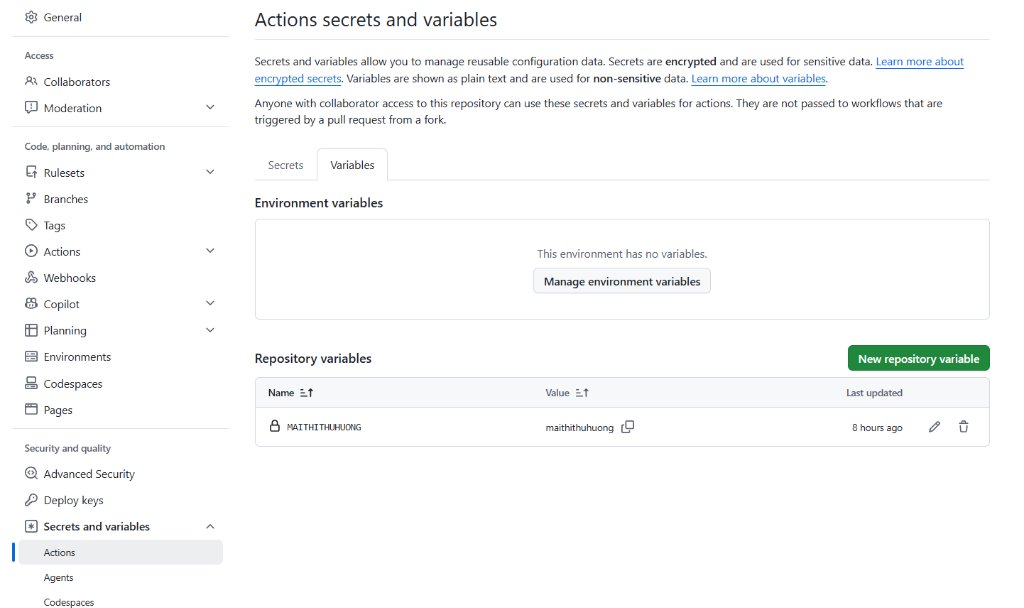 General
Access
Collaborators
Moderation
Code, planning, and automation
Rulesets
Branches
Tags
Actions
Webhooks
Copilot
Planning
Environments
Codespaces
Pages
Security and quality
Advanced Security
Deploy keys
Secrets and variables
Actions
Agents
Codespaces
Actions secrets and variables
Secrets and variables allow you to manage reusable configuration data. Secrets are encrypted and are used for sensitive data. Learn more about
encrypted secrets. Variables are shown as plain text and are used for non-sensitive data. Learn more about variables.
Anyone with collaborator access to this repository can use these secrets and variables for actions. They are not passed to workflows that are
triggered by a pull request from a fork.
Secrets Variables
Environment variables
This environment has no variables.
Manage environment variables
Repository variables New repository variable
Name Value Last updated
MAITHITHUHUONG maithithuhuong 8 hours ago